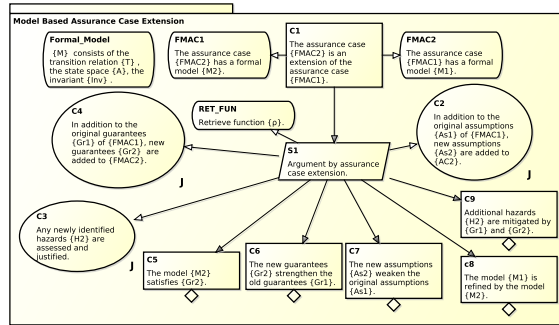 Model Based Assurance Case Extension
Formal_Model
{M} consists of the
transition relation {T} ,
the state space {A}, the
invariant {Inv} .
FMAC1
The assurance case
{FMAC2} has a formal
model {M2}.
C1
The assurance case
{FMAC2} is an
extension of the
assurance case
{FMAC1}.
FMAC2
The assurance case
{FMAC1} has a formal
model {M1}.
C4
In addition to the
original guarantees
{Gr1} of {FMAC1}, new
guarantees {Gr2} are
added to {FMAC2}.
J
RET_FUN
Retrieve function {ρ}.
C2
In addition to the
original assumptions
{As1} of {FMAC1},
new assumptions
{As2} are added to
{AC2}.
J
S1
Argument by assurance
case extension.
C3
Any newly identified
hazards {H2} are
assessed and
justified.
J
C9
Additional hazards
{H2} are mitigated by
{Gr1} and {Gr2}.
C5
The model {M2}
satisfies {Gr2}.
C6
The new guarantees
{Gr2} strengthen the
old guarantees {Gr1}.
C7
The new assumptions
{As2} weaken the
original assumptions
{As1}.
c8
The model {M1} is
refined by the model
{M2}.